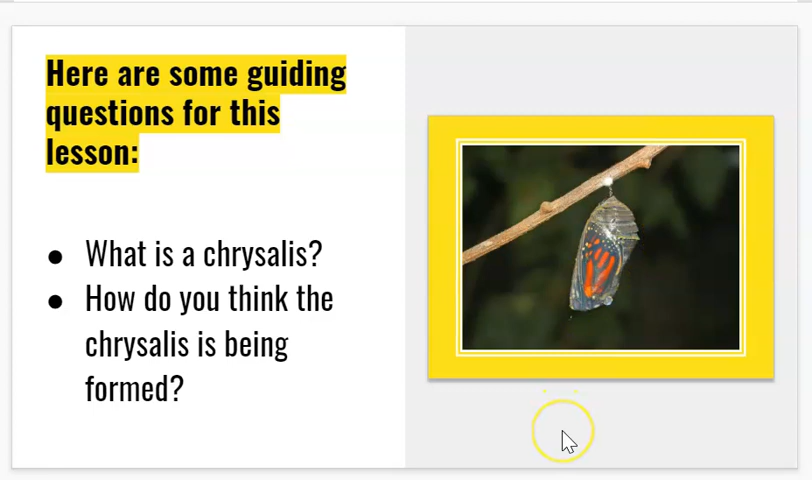 Here are some guiding
questions for this
lesson:
● What is a chrysalis?
● How do you think the
chrysalis is being
formed?